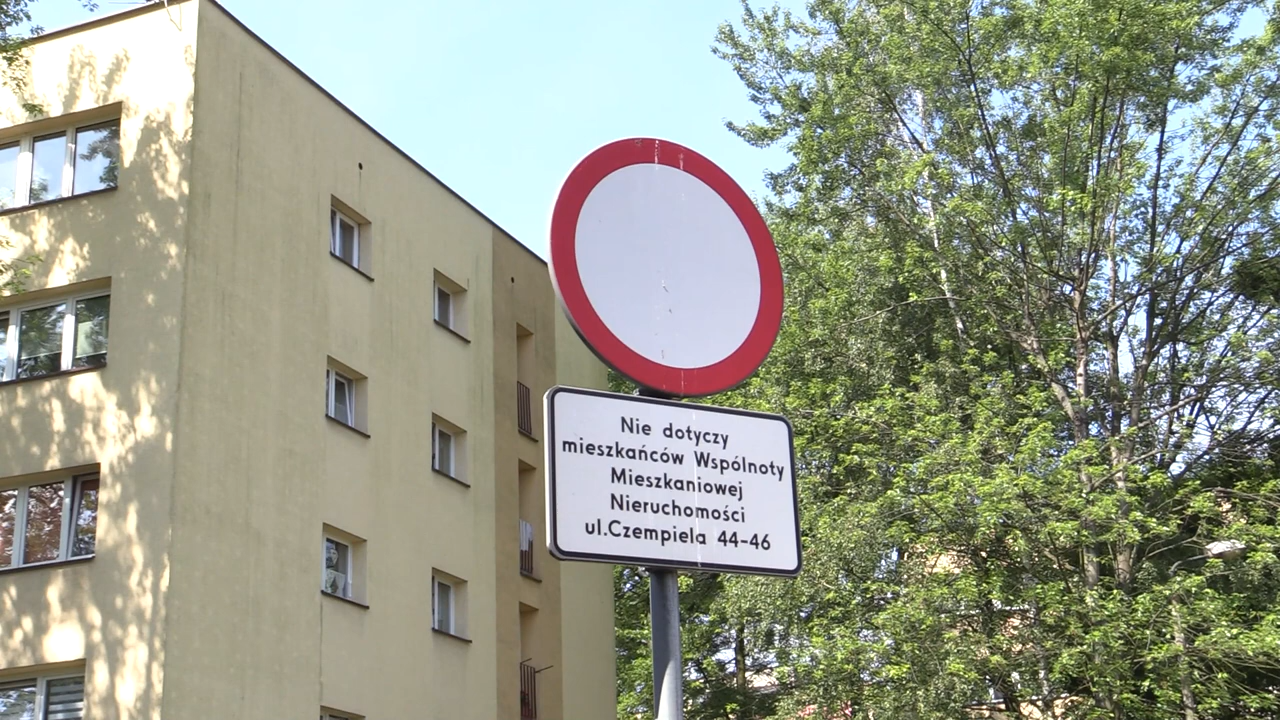 Nie dotyczy
mieszkańców Wspólnoty
Mieszkaniowej
Nieruchomości
ul.Czempiela 44-46